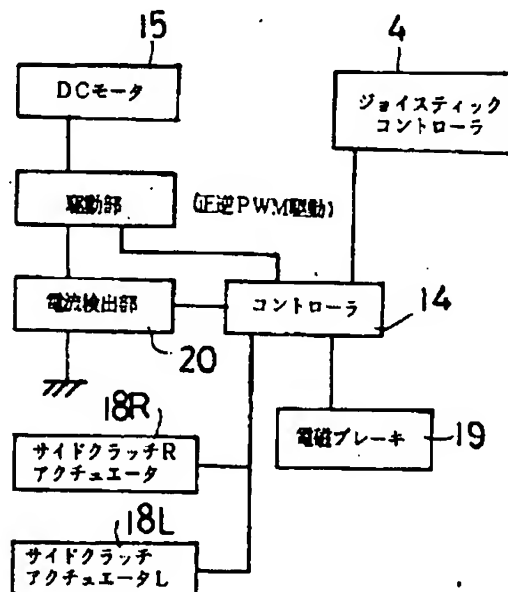 15
DCモータ
4
ジョイスティック
コントローラ
駆動部
(正逆PWM駆動)
電流検出部
20
コントローラ
14
18R
サイドクラッチR
アクチュエータ
電磁ブレーキ
19
18L
サイドクラッチ
アクチュエータL